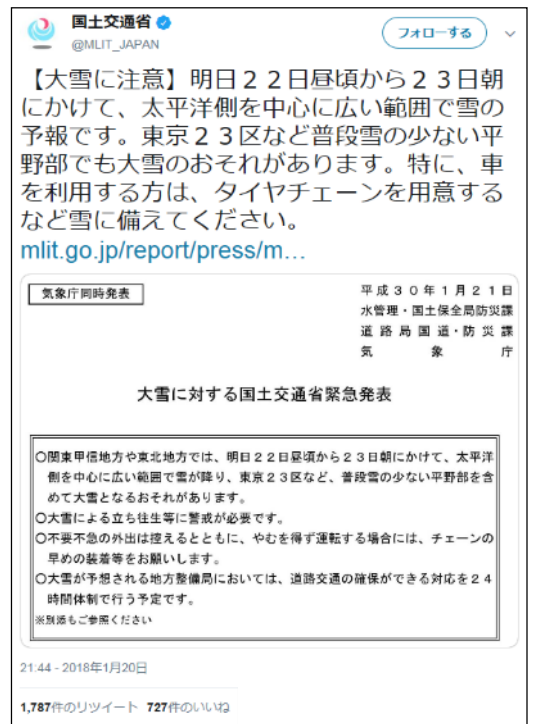 国土交通省
@MLIT_JAPAN
フォローする
【大雪に注意】明日２２日昼頃から２３日朝
にかけて、太平洋側を中心に広い範囲で雪の
予報です。東京２３区など普段雪の少ない平
野部でも大雪のおそれがあります。特に、車
を利用する方は、タイヤチェーンを用意する
など雪に備えてください。
mlit.go.jp/report/press/m…
気象庁同時発表
平成３０年１月２１日
水管理・国土保全局防災課
道路局国道・防災課
気象庁
大雪に対する国土交通省緊急発表
○関東甲信地方や東北地方では、明日２２日昼頃から２３日朝にかけて、太平洋
側を中心に広い範囲で雪が降り、東京２３区など、普段雪の少ない平野部を含
めて大雪となるおそれがあります。
○大雪による立ち往生等に警戒が必要です。
○不要不急の外出は控えるとともに、やむを得ず運転する場合には、チェーンの
早めの装着等をお願いします。
○大雪が予想される地方整備局においては、道路交通の確保ができる対応を２４
時間体制で行う予定です。
※別添もご参照ください
21:44 - 2018年1月20日
1,787件のリツイート 727件のいいね